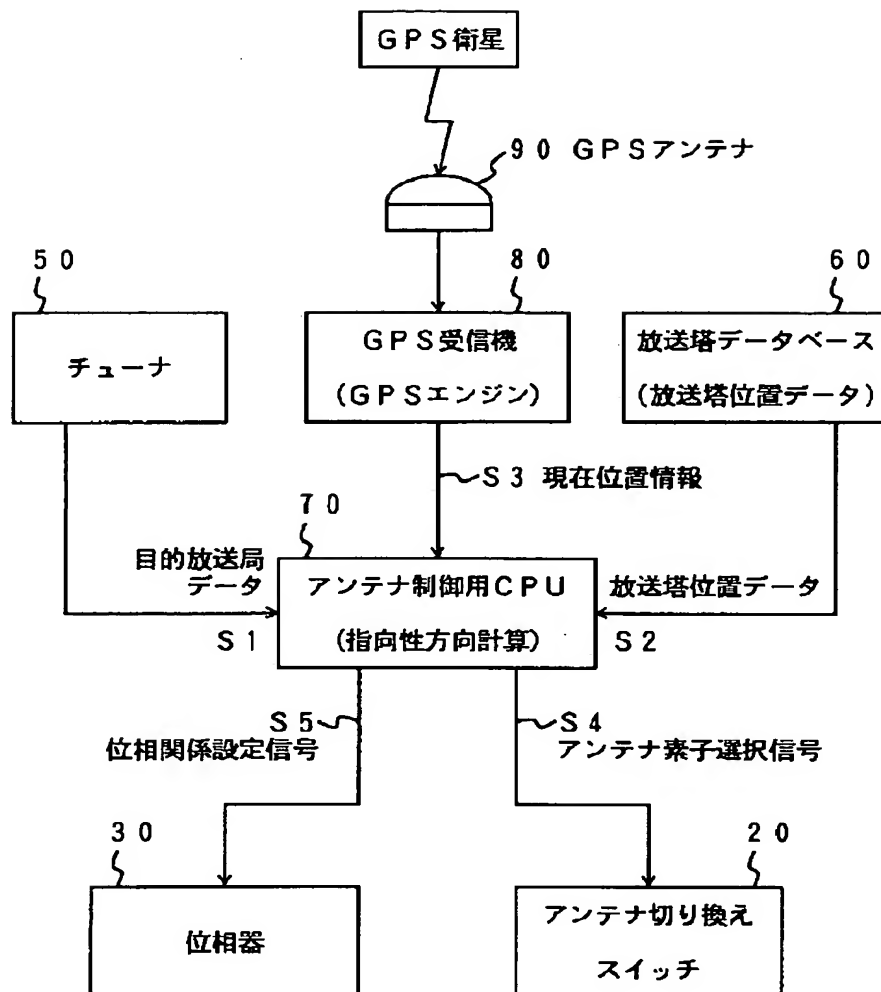 GPS衛星
90 GPSアンテナ
50
80
60
チューナ
GPS受信機
(GPSエンジン)
放送塔データベース
(放送塔位置データ)
S3 現在位置情報
70
目的放送局
データ
S1
アンテナ制御用CPU
(指向性方向計算)
放送塔位置データ
S2
S5
位相関係設定信号
S4
アンテナ素子選択信号
30
20
位相器
アンテナ切り換え
スイッチ